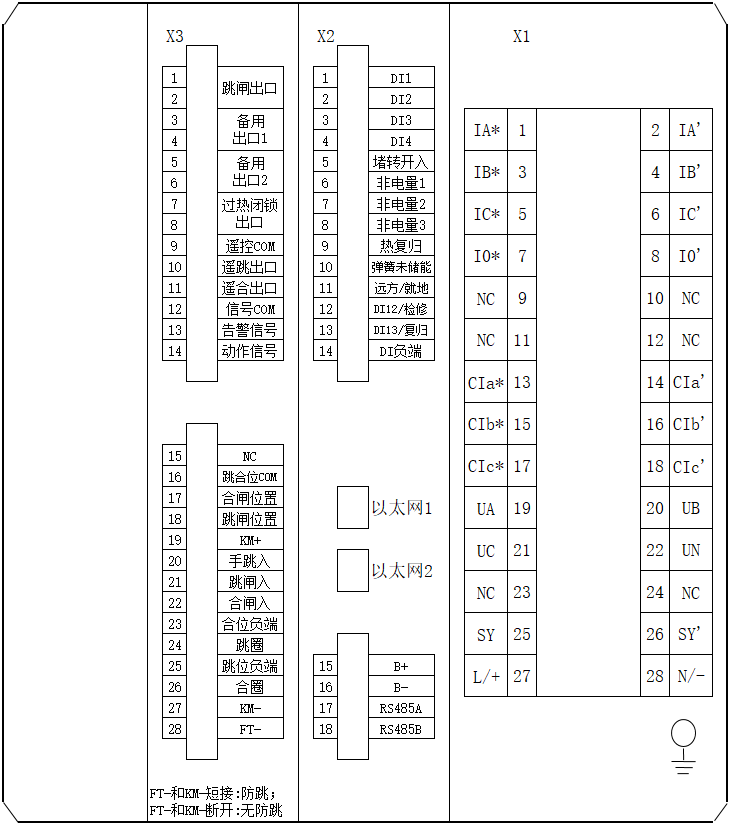 X3
1
2
跳闸出口
3
4
备用
出口1
5
6
备用
出口2
7
8
过热闭锁
出口
9 遥控COM
10 遥跳出口
11 遥合出口
12 信号COM
13 告警信号
14 动作信号
15 NC
16 跳合位COM
17 合闸位置
18 跳闸位置
19 KM+
20 手跳入
21 跳闸入
22 合闸入
23 合位负端
24 跳圈
25 跳位负端
26 合圈
27 KM-
28 FT-
FT-和KM-短接:防跳;
FT-和KM-断开:无防跳
X2
1 DI1
2 DI2
3 DI3
4 DI4
5 堵转开入
6 非电量1
7 非电量2
8 非电量3
9 热复归
10 弹簧未储能
11 远方/就地
12 DI12/检修
13 DI13/复归
14 DI负端
以太网1
以太网2
15 B+
16 B-
17 RS485A
18 RS485B
X1
IA* 1 2 IA'
IB* 3 4 IB'
IC* 5 6 IC'
I0* 7 8 I0'
NC 9 10 NC
NC 11 12 NC
CIa* 13 14 CIa'
CIb* 15 16 CIb'
CIc* 17 18 CIc'
UA 19 20 UB
UC 21 22 UN
NC 23 24 NC
SY 25 26 SY'
L/+ 27 28 N/-